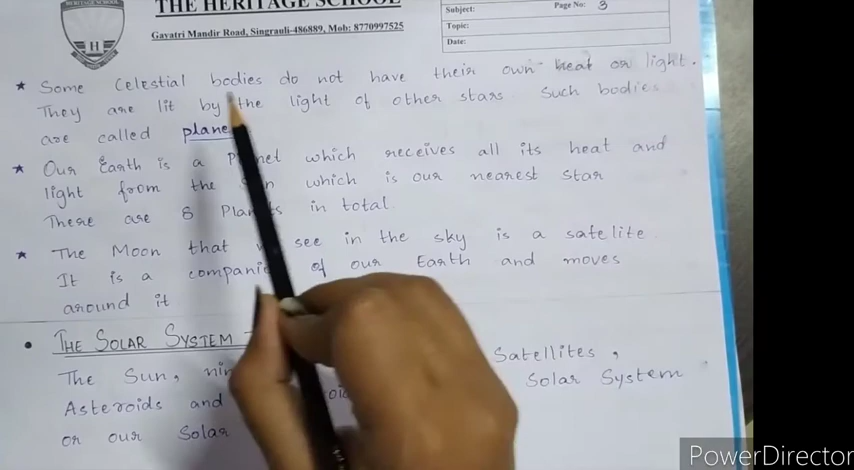 THE HERITAGE SCHOOL
Gayatri Mandir Road, Singrauli-486889, Mob: 8770997525
HERITAGE SCHOOL
H
Subject:
Page No: 3
Topic:
Date:
* Some Celestial bodies do not have their own heat or light.
They are lit by the light of other stars Such bodies
are called plane
* Our Earth is a Planet which receives all its heat and
light from the which is our nearest star
There are 8 Planets in total
* The Moon that see in the sky is a satelite
It is a of our Earth and moves
around it
• THE SOLAR SYSTEM
The Sun, Satellites,
Asteroids and Solar System
or our Solar
PowerDirector